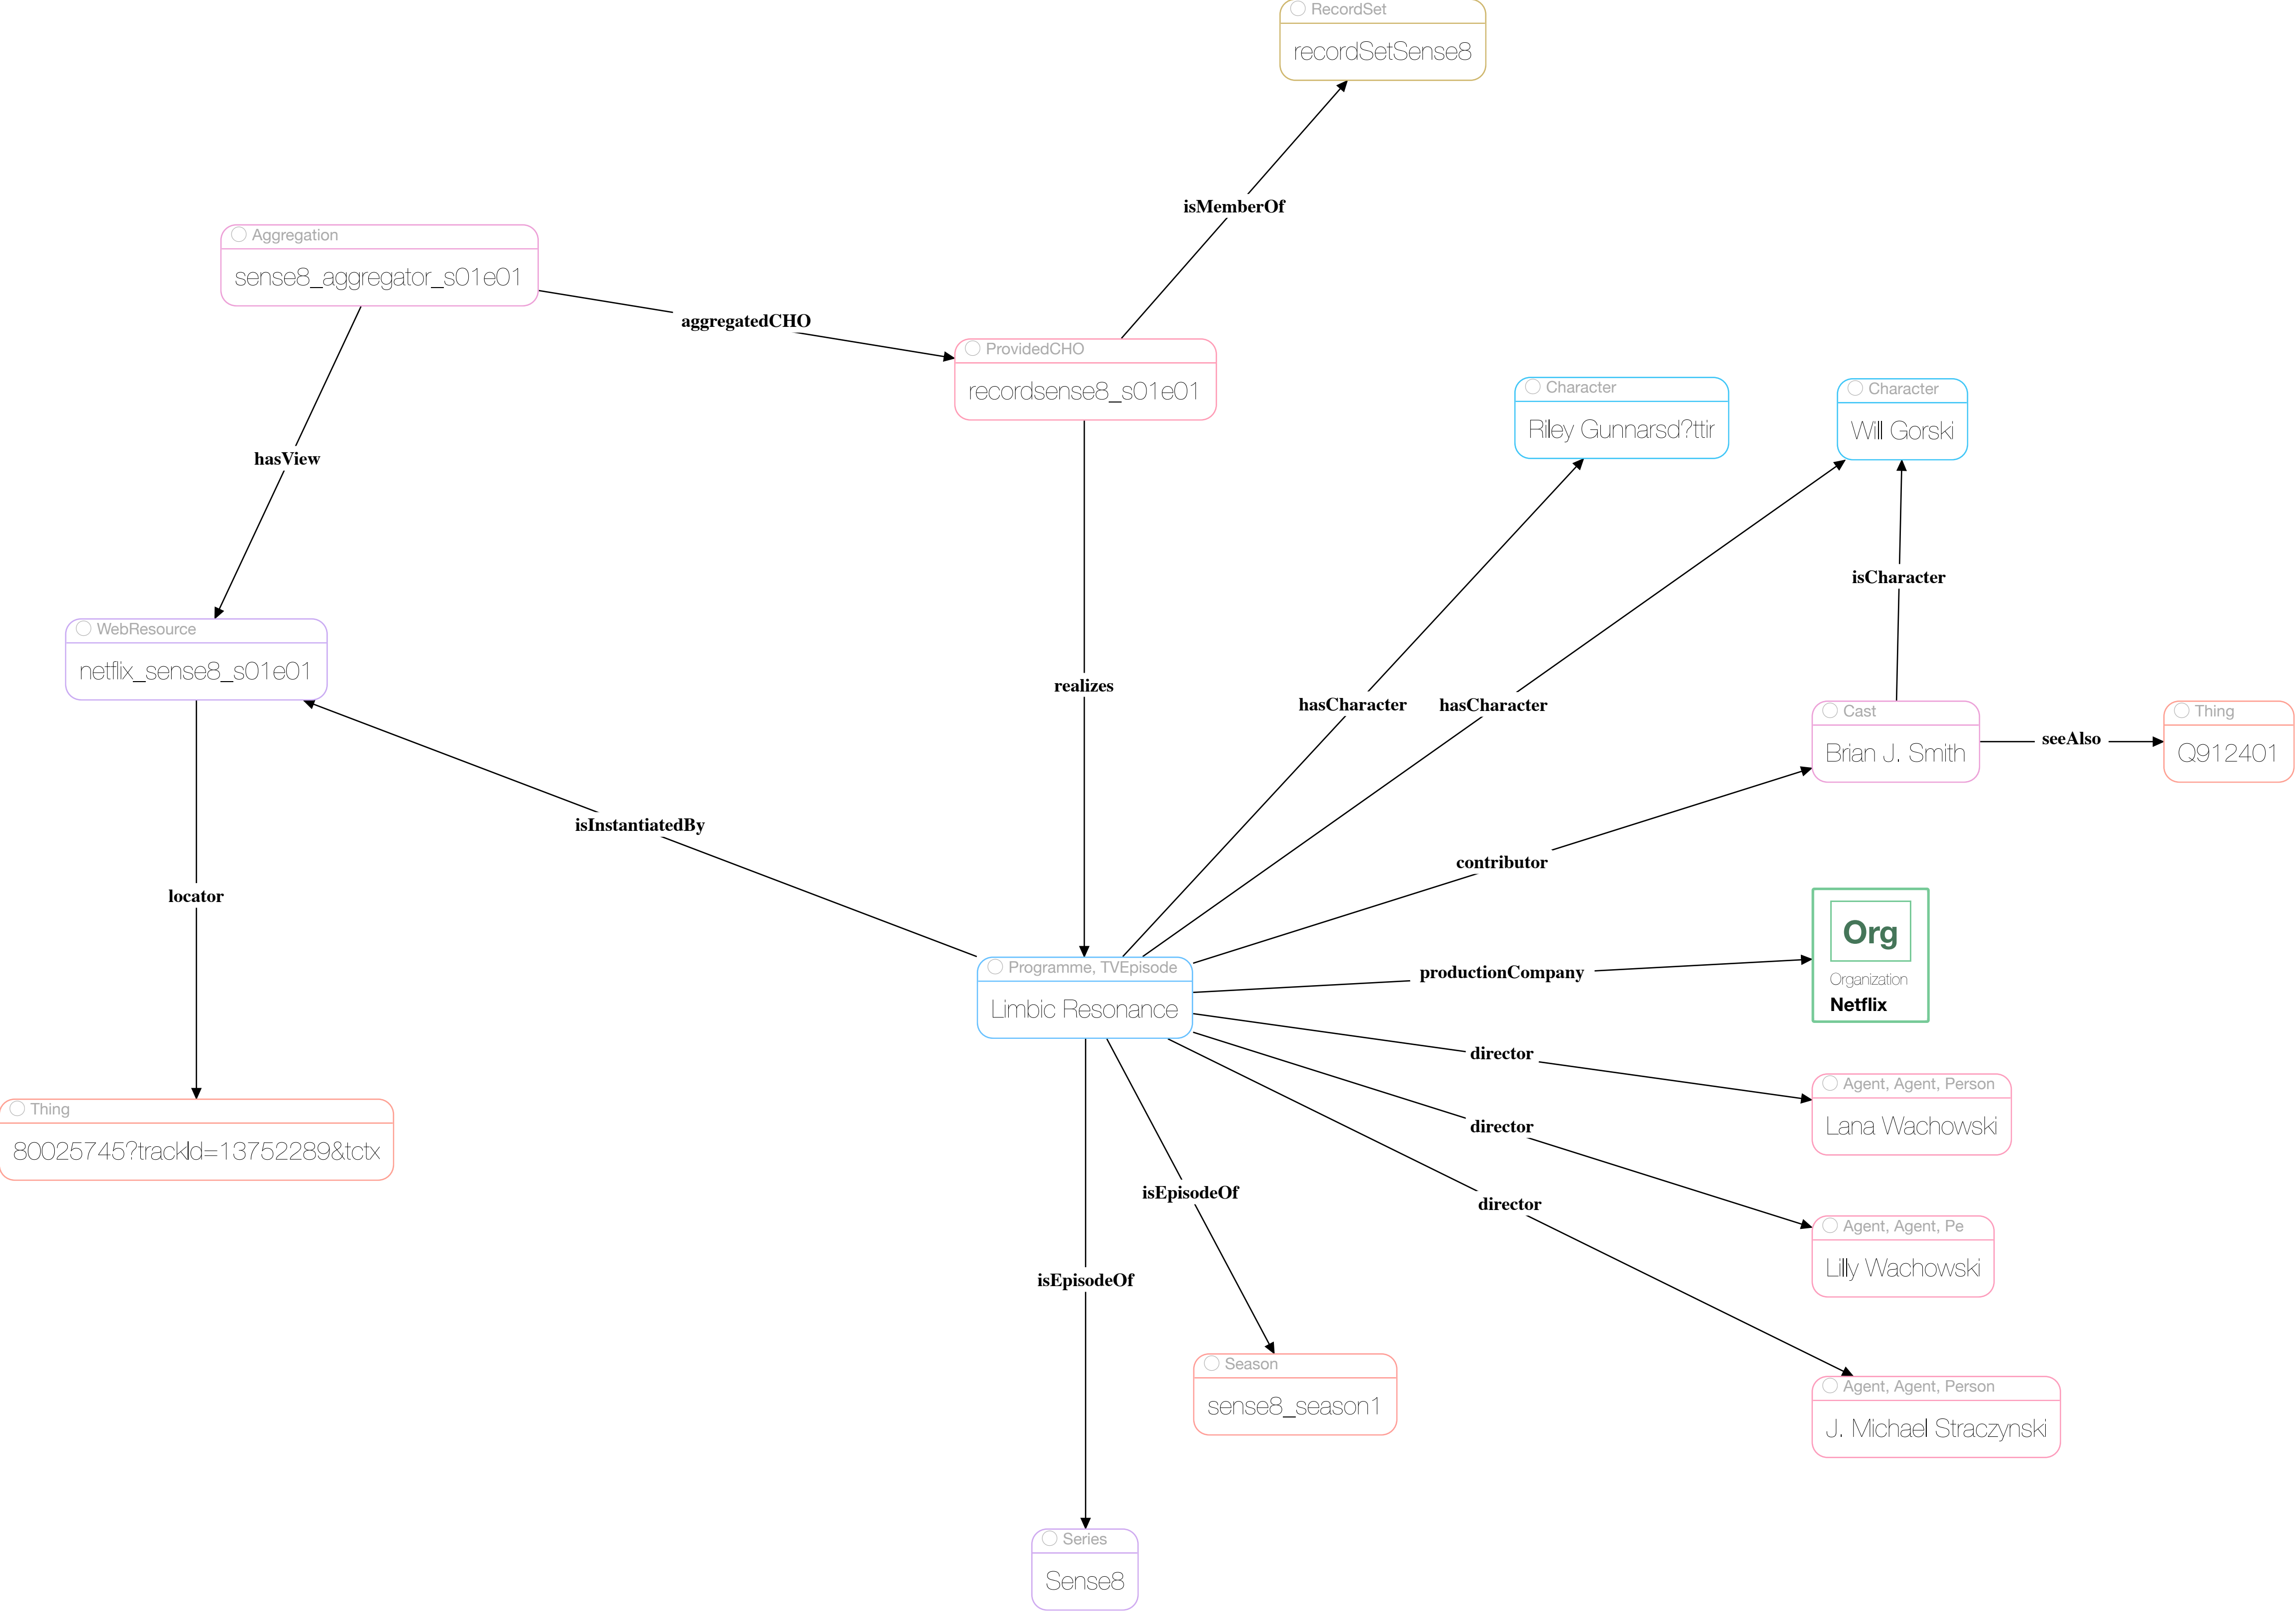 RecordSet
recordSetSense8
isMemberOf
Aggregation
sense8_aggregator_s01e01
aggregatedCHO
ProvidedCHO
recordsense8_s01e01
Character
Riley Gunnarsd?ttir
Character
Will Gorski
hasView
isCharacter
WebResource
netflix_sense8_s01e01
realizes
hasCharacter
hasCharacter
Cast
Brian J. Smith
seeAlso
Thing
Q912401
isInstantiatedBy
contributor
locator
Programme, TVEpisode
Limbic Resonance
productionCompany
Org
Organization
Netflix
director
Agent, Agent, Person
Lana Wachowski
Thing
80025745?trackId=13752289&tctx
director
isEpisodeOf
director
Agent, Agent, Pe
Lilly Wachowski
isEpisodeOf
Season
sense8_season1
Agent, Agent, Person
J. Michael Straczynski
Series
Sense8